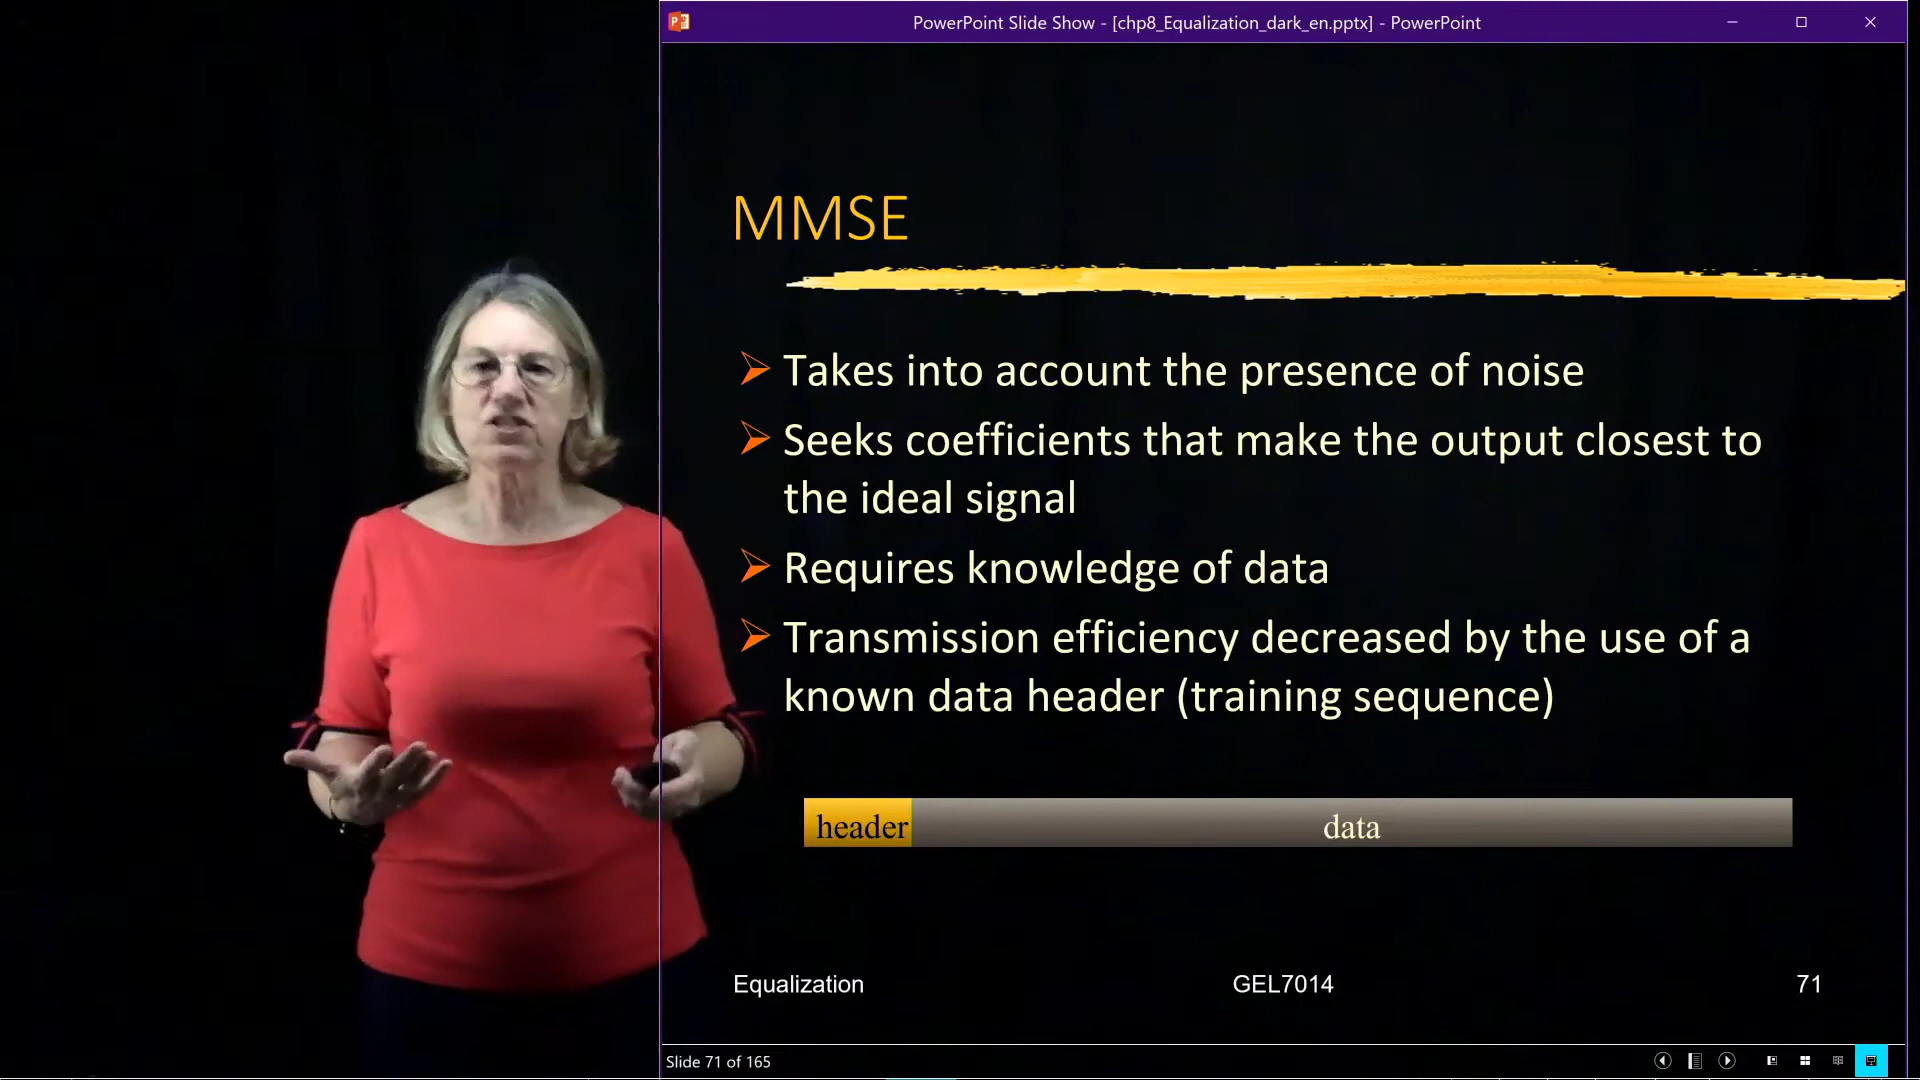 PowerPoint Slide Show - [chp8_Equalization_dark_en.pptx] - PowerPoint
MMSE
Takes into account the presence of noise
Seeks coefficients that make the output closest to
the ideal signal
Requires knowledge of data
Transmission efficiency decreased by the use of a
known data header (training sequence)
header
data
Equalization
GEL7014
71
Slide 71 of 165